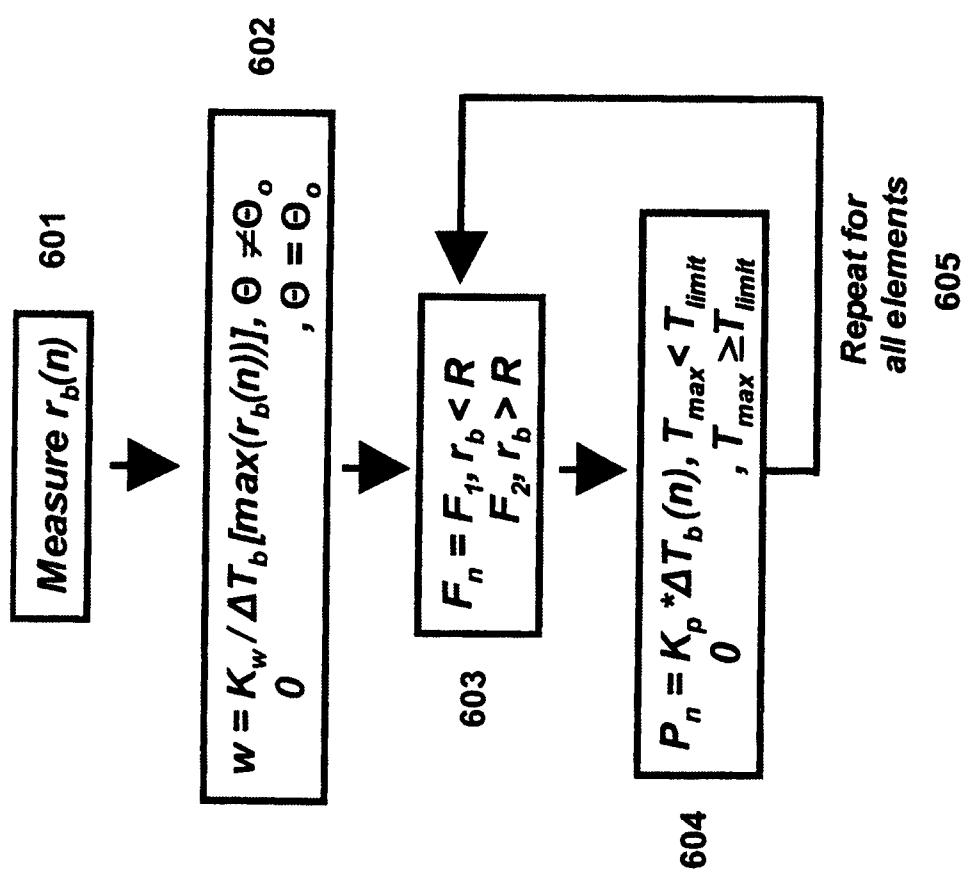 601
Measure r_b(n)
602
w = K_w / ΔT_b [max(r_b(n))], Θ ≠ Θ_o
0 , Θ = Θ_o
603
F_n = F_1, r_b < R
F_2, r_b > R
604
P_n = K_p*ΔT_b(n), T_max < T_limit
0 , T_max ≥ T_limit
Repeat for
all elements
605